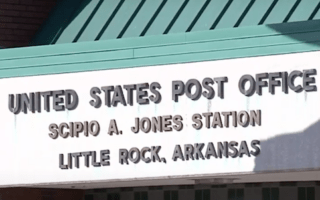 UNITED STATES POST OFFICE
SCIPIO A. JONES STATION
LITTLE ROCK, ARKANSAS